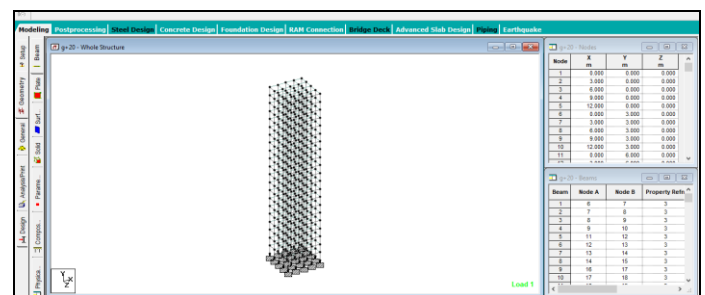 Modeling Postprocessing Steel Design Concrete Design Foundation Design RAM Connection Bridge Deck Advanced Slab Design Piping Earthquake
Setup
Geometry
General
Analysis/Print
Design
Beam
Plate
Surf...
Solid
Parame...
Compos...
Physica...
g+20 - Whole Structure
Y
X
Z
Load 1
g+20 - Nodes
Node X m Y m Z m
1 0.000 0.000 0.000
2 3.000 0.000 0.000
3 6.000 0.000 0.000
4 9.000 0.000 0.000
5 12.000 0.000 0.000
6 0.000 3.000 0.000
7 3.000 3.000 0.000
8 6.000 3.000 0.000
9 9.000 3.000 0.000
10 12.000 3.000 0.000
11 0.000 6.000 0.000
g+20 - Beams
Beam Node A Node B Property Refn
1 6 7 3
2 7 8 3
3 8 9 3
4 9 10 3
5 11 12 3
6 12 13 3
7 13 14 3
8 14 15 3
9 16 17 3
10 17 18 3